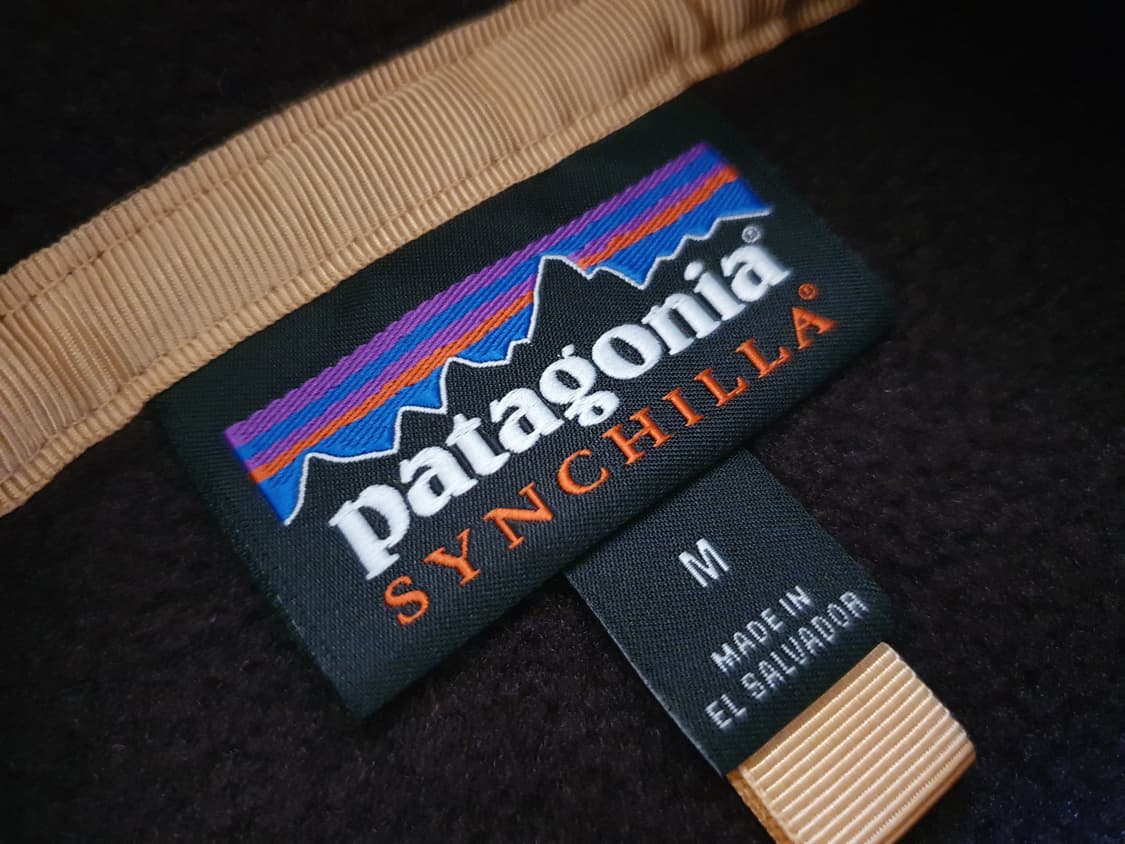 patagonia®
SYNCHILLA®
M
MADE IN
EL SALVADOR